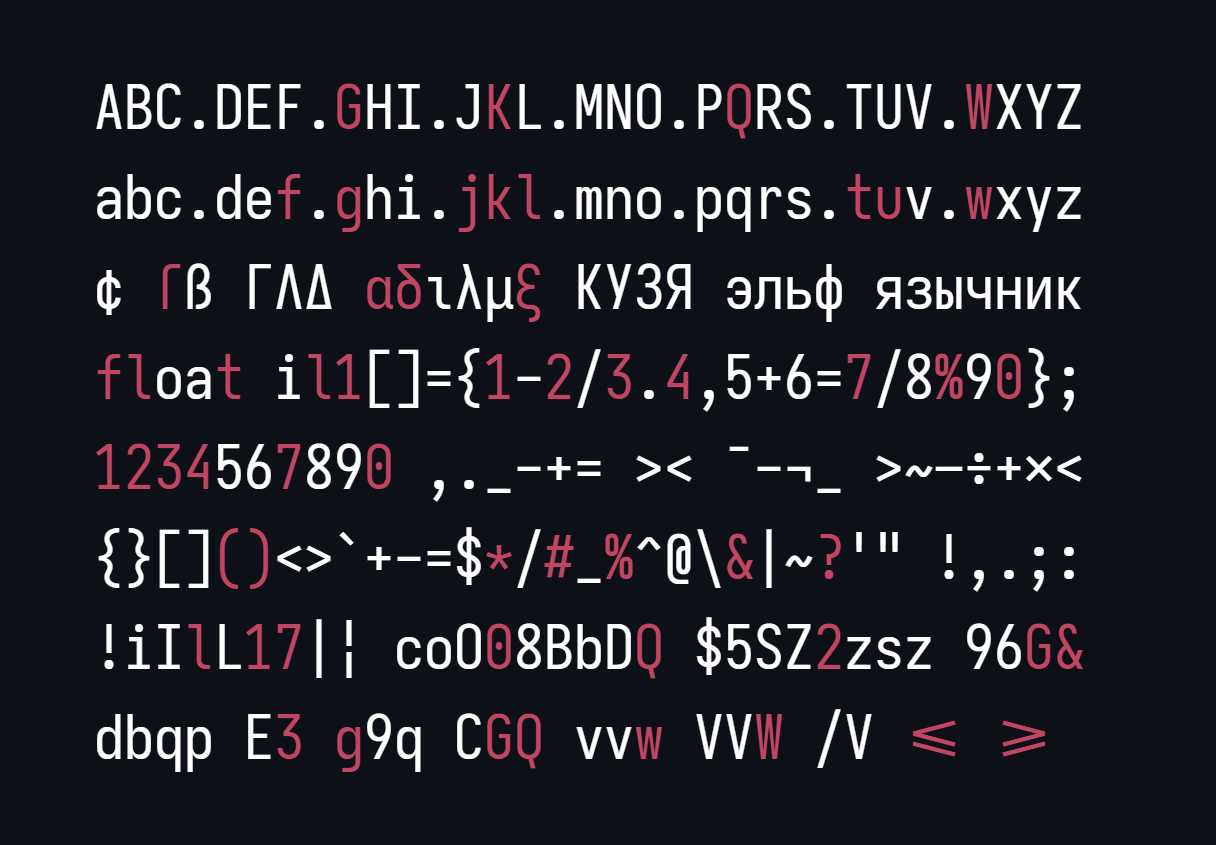 ABC.DEF.GHI.JKL.MNO.PQRS.TUV.WXYZ
abc.def.ghi.jkl.mno.pqrs.tuv.wxyz
¢ ſß ΓΛΔ αδιλμξ КУЗЯ эльф язычник
float il1[]={1-2/3.4,5+6=7/8%90};
1234567890 ,._-+= >< ¯-¬_ >~–÷+×<
{}[]()<>`+-=$*/#_%^@\&|~?'" !,.;:
!iIlL17|¦ coO08BbDQ $5SZ2zsz 96G&
dbqp E3 g9q CGQ vvw VVW /V ⩽ ⩾